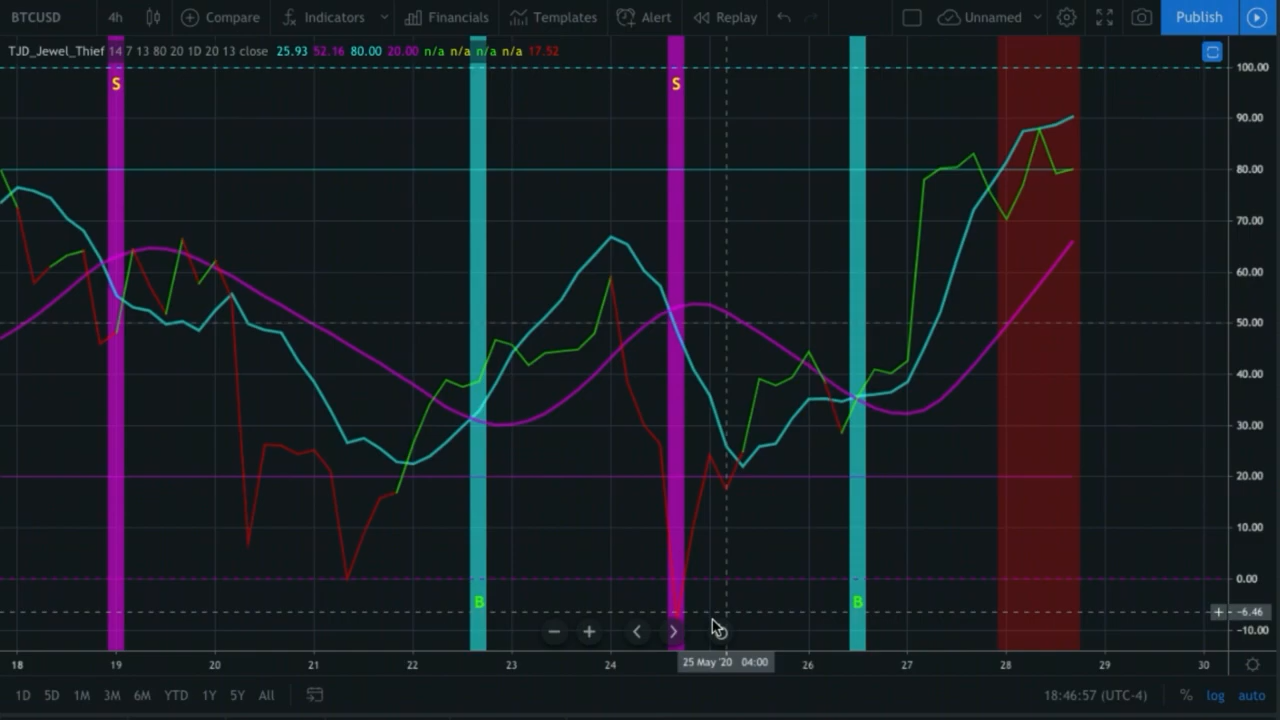 BTCUSD 4h Compare Indicators Financials Templates Alert Replay Unnamed Publish
TJD_Jewel_Thief 14 7 13 80 20 1D 20 13 close 25.93 52.16 80.00 20.00 n/a n/a n/a n/a 17.52
100.00
S S
90.00
80.00
70.00
60.00
50.00
40.00
30.00
20.00
10.00
0.00
B B
+ −6.46
−10.00
18 19 20 21 22 23 24 25 May '20 04:00 26 27 28 29 30
1D 5D 1M 3M 6M YTD 1Y 5Y All 18:46:57 (UTC-4) % log auto